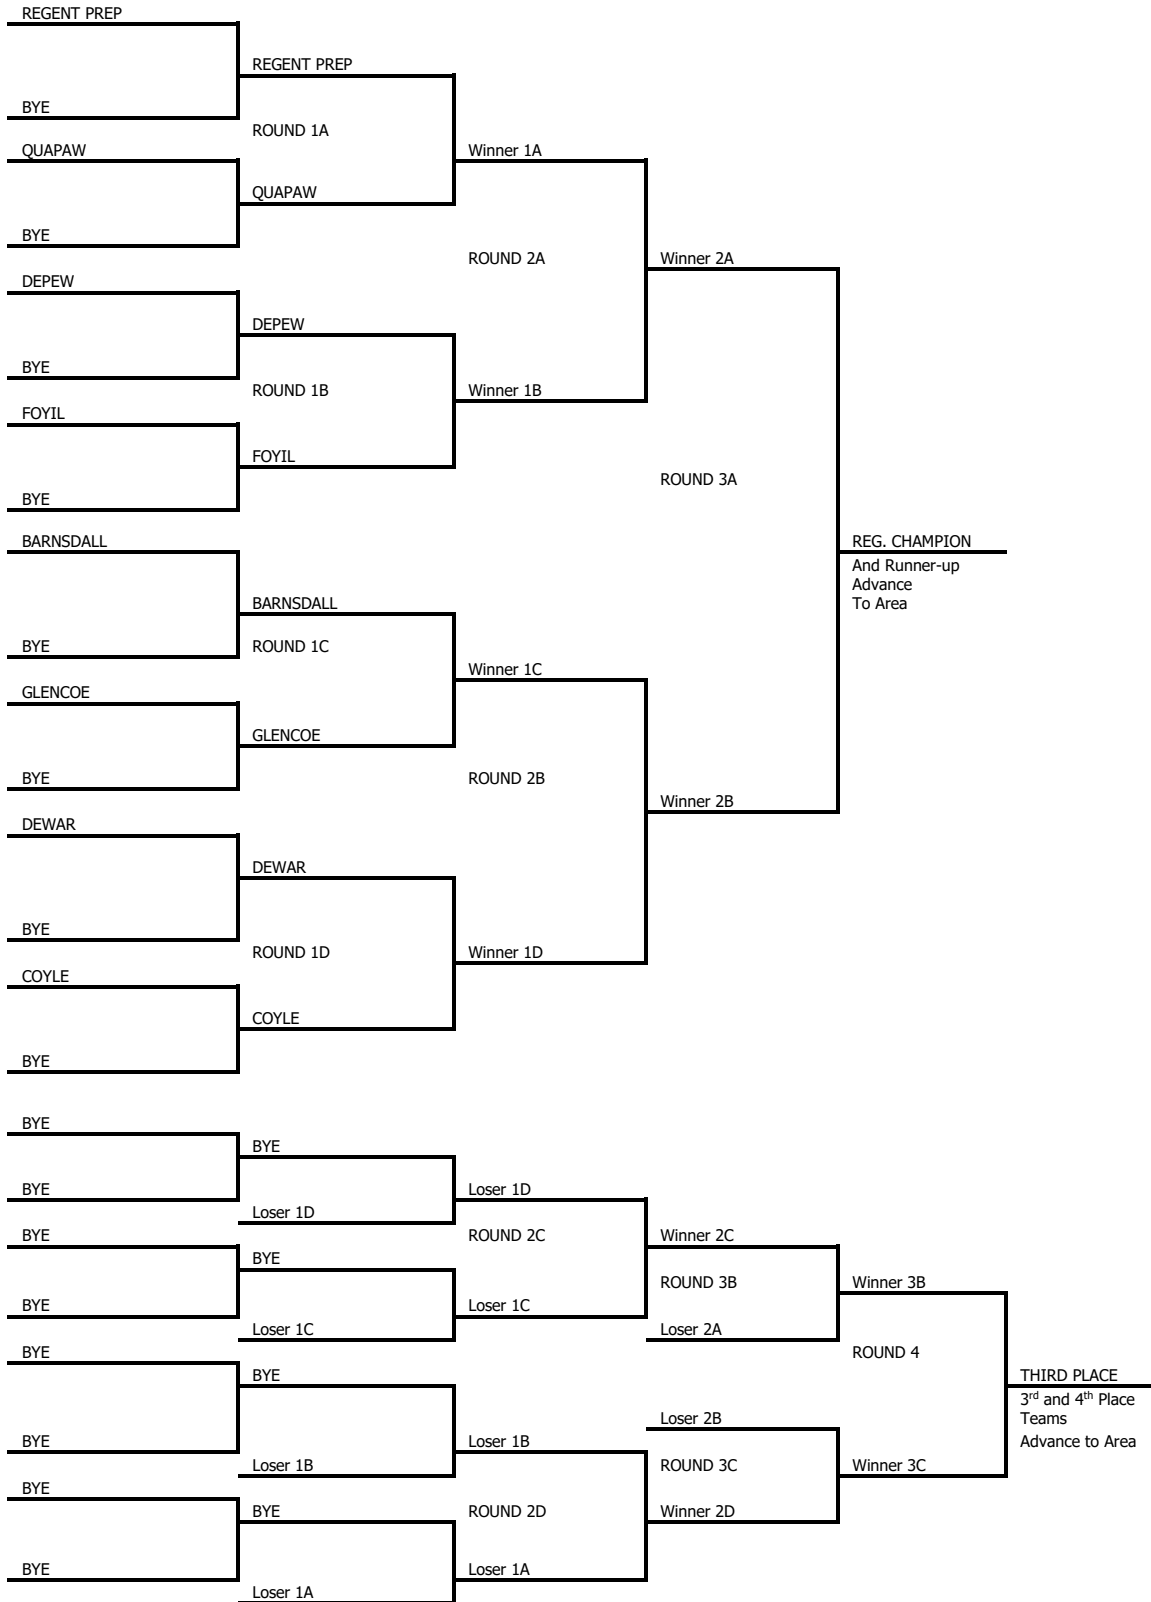 REGENT PREP
REGENT PREP
BYE
ROUND 1A
QUAPAW
Winner 1A
QUAPAW
BYE
ROUND 2A
Winner 2A
DEPEW
DEPEW
BYE
ROUND 1B
Winner 1B
FOYIL
FOYIL
ROUND 3A
BYE
BARNSDALL
REG. CHAMPION
And Runner-up
Advance
To Area
BARNSDALL
BYE
ROUND 1C
Winner 1C
GLENCOE
GLENCOE
BYE
ROUND 2B
Winner 2B
DEWAR
DEWAR
BYE
ROUND 1D
Winner 1D
COYLE
COYLE
BYE
BYE
BYE
BYE
Loser 1D
Loser 1D
BYE
ROUND 2C
Winner 2C
BYE
ROUND 3B
Winner 3B
BYE
Loser 1C
Loser 1C
Loser 2A
BYE
ROUND 4
BYE
THIRD PLACE
3rd and 4th Place
Teams
Advance to Area
Loser 2B
BYE
Loser 1B
Loser 1B
ROUND 3C
Winner 3C
BYE
BYE
ROUND 2D
Winner 2D
BYE
Loser 1A
Loser 1A